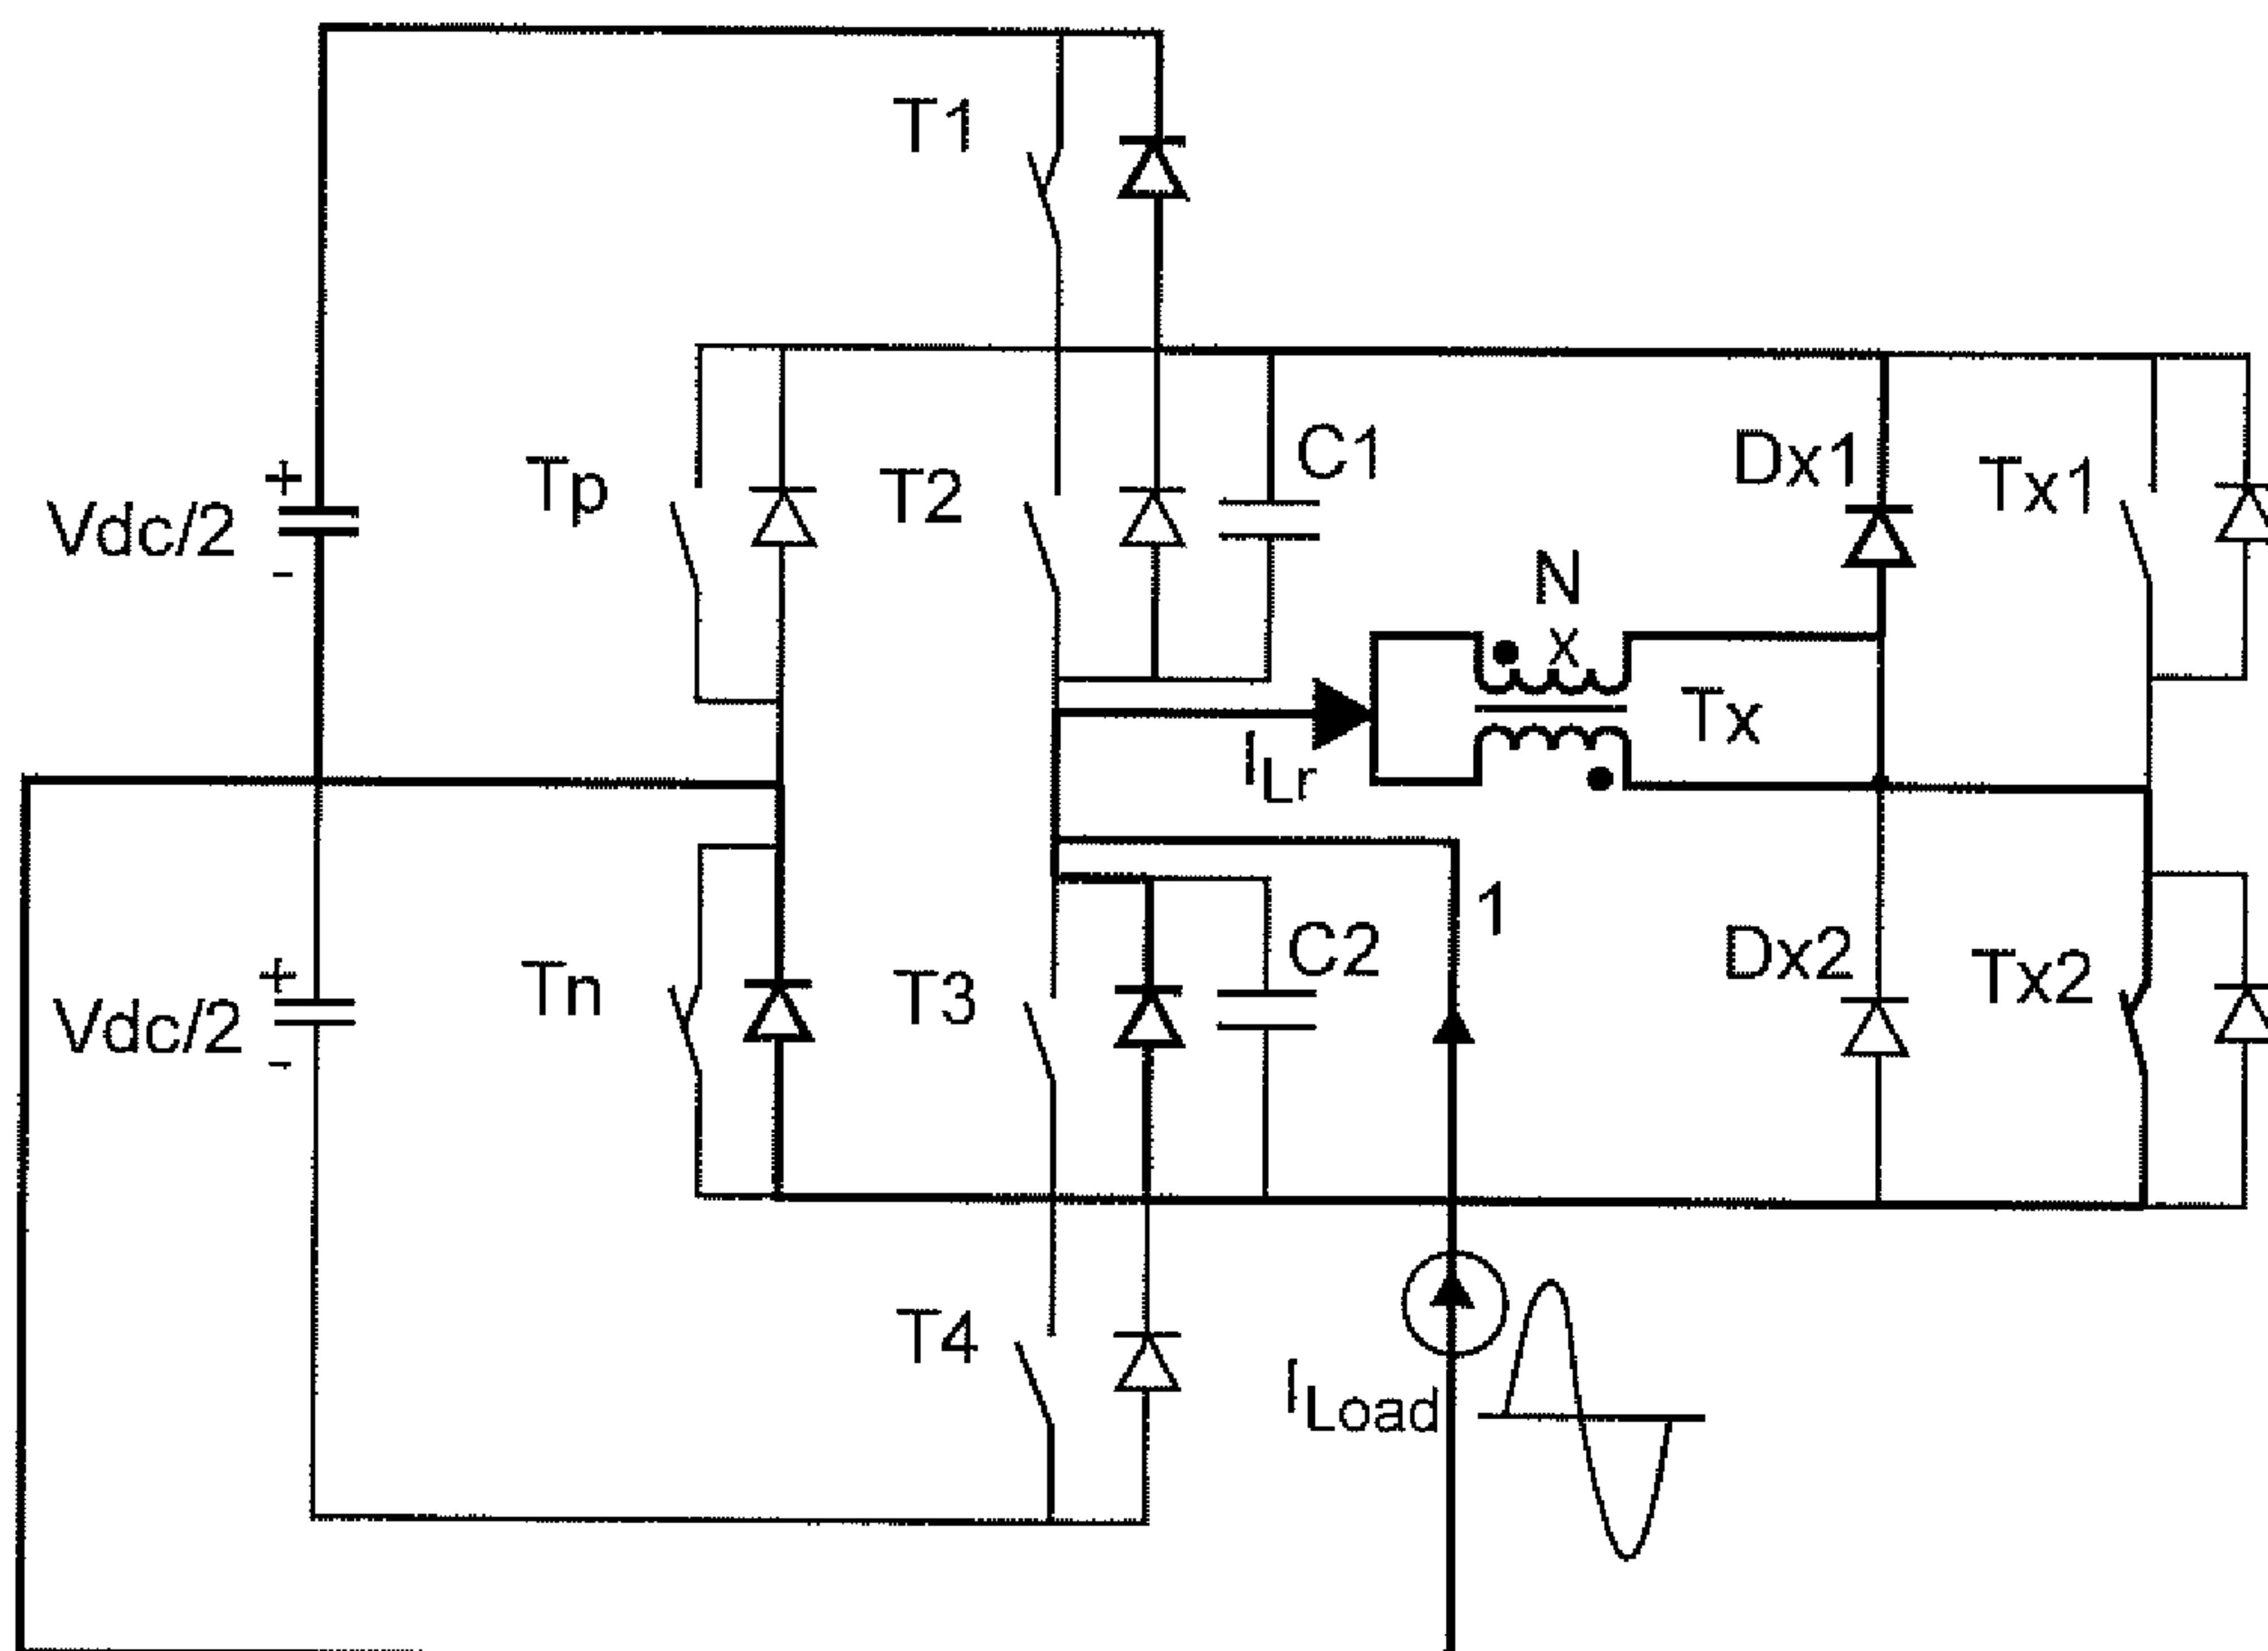 T1
Vdc/2
+
-
Tp
T2
C1
Dx1
Tx1
N
x
Tx
ILr
Vdc/2
+
-
Tn
T3
C2
1
Dx2
Tx2
T4
ILoad